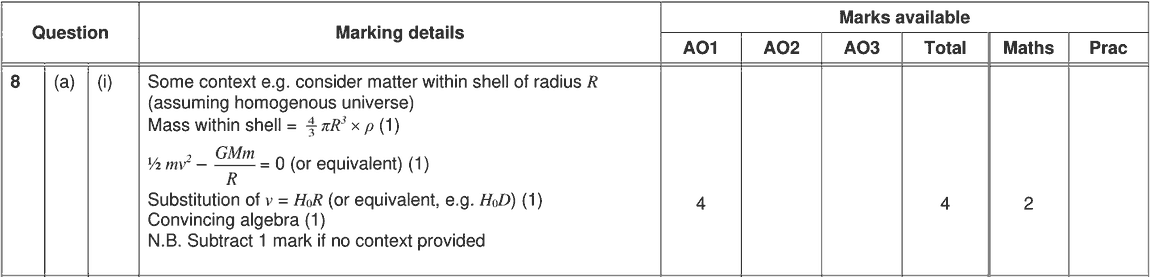 Question Marking details Marks available
AO1 AO2 AO3 Total Maths Prac
8 (a) (i) Some context e.g. consider matter within shell of radius R
(assuming homogenous universe)
Mass within shell = 4/3 πR³ × ρ (1)
½ mv² – GMm/R = 0 (or equivalent) (1)
Substitution of v = H₀R (or equivalent, e.g. H₀D) (1) 4 4 2
Convincing algebra (1)
N.B. Subtract 1 mark if no context provided